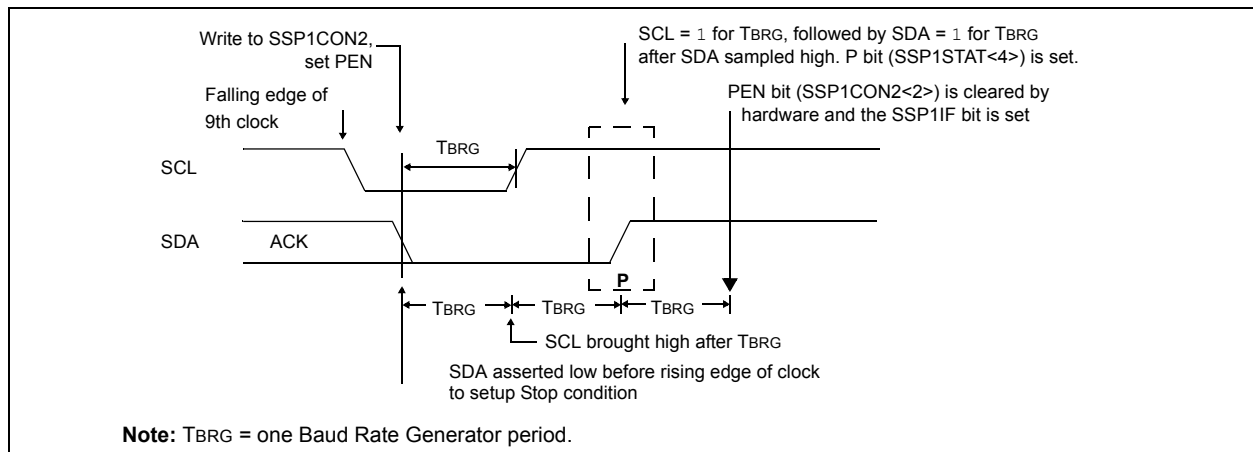 Write to SSP1CON2,
set PEN
SCL = 1 for TBRG, followed by SDA = 1 for TBRG
after SDA sampled high. P bit (SSP1STAT<4>) is set.
Falling edge of
9th clock
PEN bit (SSP1CON2<2>) is cleared by
hardware and the SSP1IF bit is set
TBRG
SCL
SDA
ACK
P
TBRG
TBRG
TBRG
SCL brought high after TBRG
SDA asserted low before rising edge of clock
to setup Stop condition
Note: TBRG = one Baud Rate Generator period.